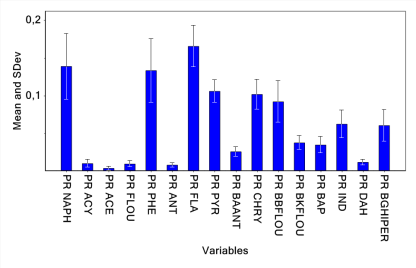 0,2
0,1
Mean and SDev
PR NAPH
PR ACY
PR ACE
PR FLOU
PR PHE
PR ANT
PR FLA
PR PYR
PR BAANT
PR CHRY
PR BBFLOU
PR BKFLOU
PR BAP
PR IND
PR DAH
PR BGHIPER
Variables